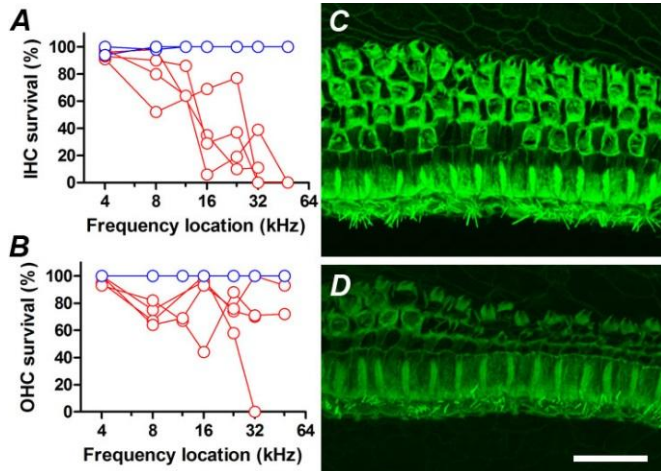 A
IHC survival (%)
100
80
60
40
20
0
4
8
16
32
64
Frequency location (kHz)
B
OHC survival (%)
100
80
60
40
20
0
4
8
16
32
64
Frequency location (kHz)
C
D